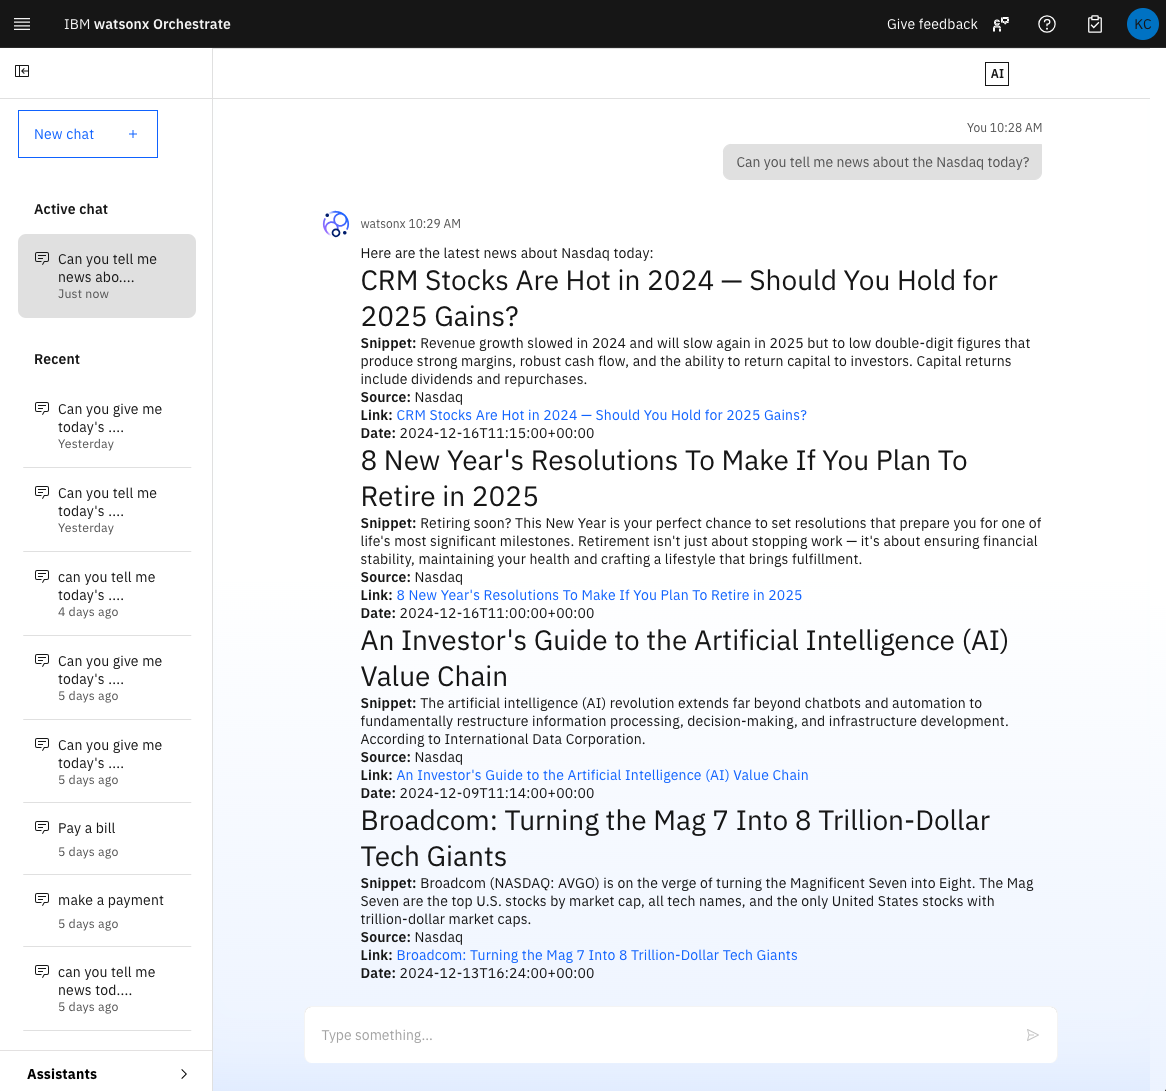 IBM watsonx Orchestrate
Give feedback
KC
AI
New chat +
Active chat
Can you tell me
news abo....
Just now
Recent
Can you give me
today's ....
Yesterday
Can you tell me
today's ....
Yesterday
can you tell me
today's ....
4 days ago
Can you give me
today's ....
5 days ago
Can you give me
today's ....
5 days ago
Pay a bill
5 days ago
make a payment
5 days ago
can you tell me
news tod....
5 days ago
Assistants
You 10:28 AM
Can you tell me news about the Nasdaq today?
watsonx 10:29 AM
Here are the latest news about Nasdaq today:
CRM Stocks Are Hot in 2024 — Should You Hold for
2025 Gains?
Snippet: Revenue growth slowed in 2024 and will slow again in 2025 but to low double-digit figures that
produce strong margins, robust cash flow, and the ability to return capital to investors. Capital returns
include dividends and repurchases.
Source: Nasdaq
Link: CRM Stocks Are Hot in 2024 — Should You Hold for 2025 Gains?
Date: 2024-12-16T11:15:00+00:00
8 New Year's Resolutions To Make If You Plan To
Retire in 2025
Snippet: Retiring soon? This New Year is your perfect chance to set resolutions that prepare you for one of
life's most significant milestones. Retirement isn't just about stopping work — it's about ensuring financial
stability, maintaining your health and crafting a lifestyle that brings fulfillment.
Source: Nasdaq
Link: 8 New Year's Resolutions To Make If You Plan To Retire in 2025
Date: 2024-12-16T11:00:00+00:00
An Investor's Guide to the Artificial Intelligence (AI)
Value Chain
Snippet: The artificial intelligence (AI) revolution extends far beyond chatbots and automation to
fundamentally restructure information processing, decision-making, and infrastructure development.
According to International Data Corporation.
Source: Nasdaq
Link: An Investor's Guide to the Artificial Intelligence (AI) Value Chain
Date: 2024-12-09T11:14:00+00:00
Broadcom: Turning the Mag 7 Into 8 Trillion-Dollar
Tech Giants
Snippet: Broadcom (NASDAQ: AVGO) is on the verge of turning the Magnificent Seven into Eight. The Mag
Seven are the top U.S. stocks by market cap, all tech names, and the only United States stocks with
trillion-dollar market caps.
Source: Nasdaq
Link: Broadcom: Turning the Mag 7 Into 8 Trillion-Dollar Tech Giants
Date: 2024-12-13T16:24:00+00:00
Type something...